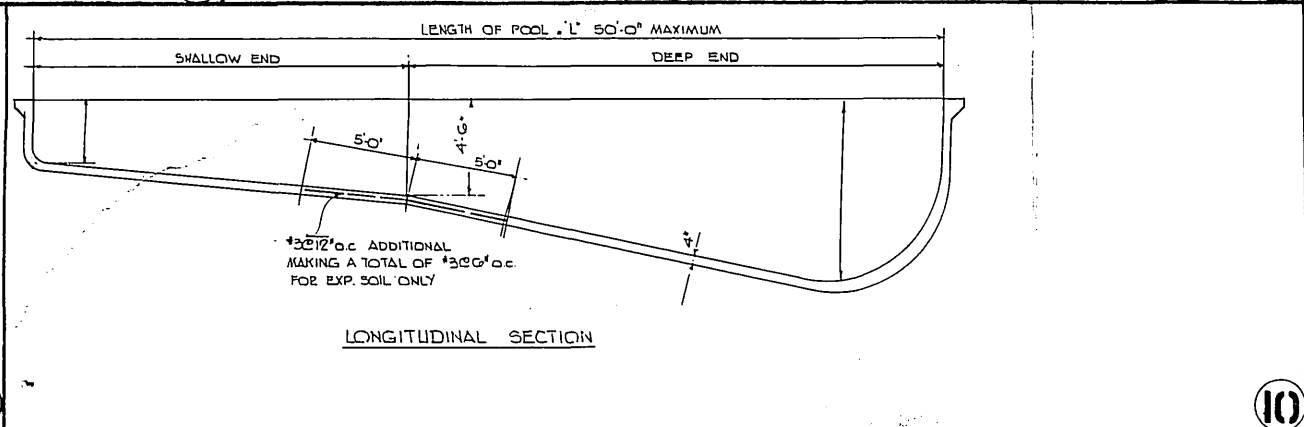 LENGTH OF POOL "L" 50'-0" MAXIMUM
SHALLOW END
DEEP END
5'-0"
5'-0"
4'-6"
#3@12"o.c ADDITIONAL
MAKING A TOTAL OF #3@6" o.c.
FOR EXP. SOIL ONLY
4"
LONGITUDINAL SECTION
10